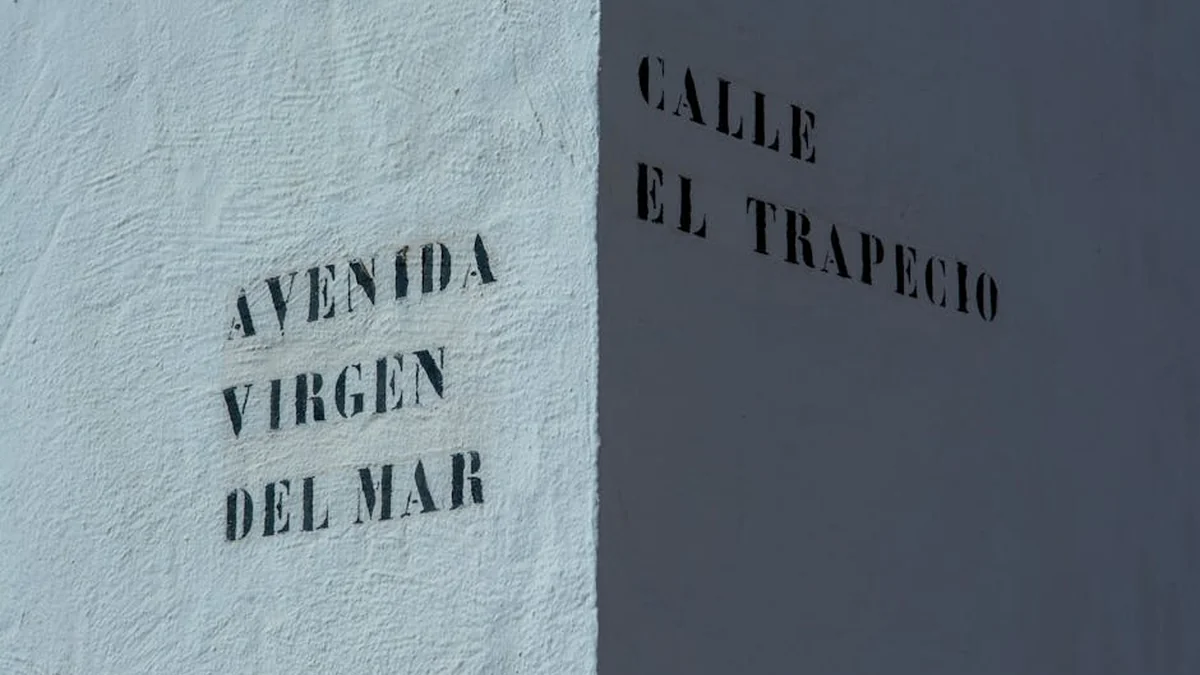 AVENIDA
VIRGEN
DEL MAR
CALLE
EL TRAPECIO